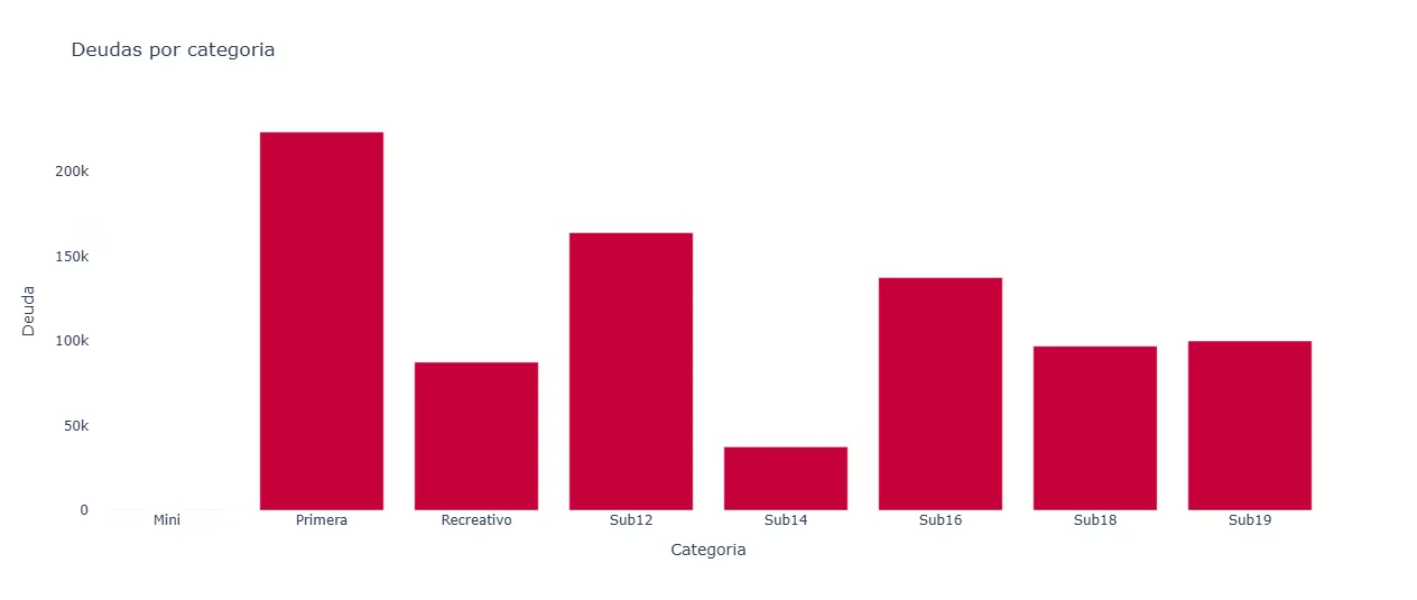 Deudas por categoria
200k
150k
100k
50k
0
Deuda
Mini Primera Recreativo Sub12 Sub14 Sub16 Sub18 Sub19
Categoria